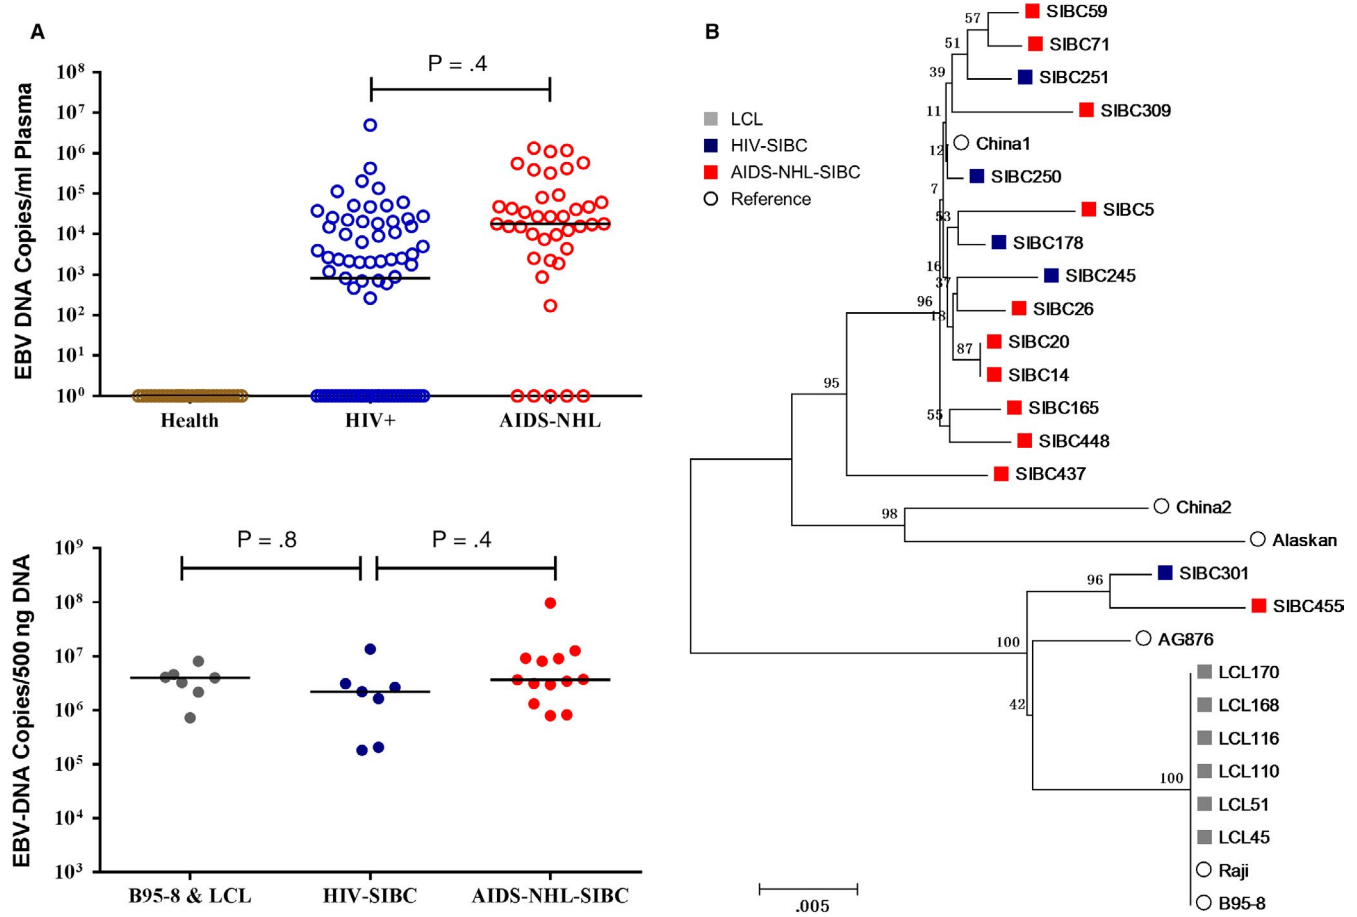 A
P = .4
EBV DNA Copies/ml Plasma
10⁸
10⁷
10⁶
10⁵
10⁴
10³
10²
10¹
10⁰
Health
HIV+
AIDS-NHL
P = .8
P = .4
EBV-DNA Copies/500 ng DNA
10⁹
10⁸
10⁷
10⁶
10⁵
10⁴
10³
B95-8 & LCL
HIV-SIBC
AIDS-NHL-SIBC
B
LCL
HIV-SIBC
AIDS-NHL-SIBC
Reference
57
51
39
11
12
7
53
16
37
96
18
87
55
95
98
96
100
42
100
SIBC59
SIBC71
SIBC251
SIBC309
China1
SIBC250
SIBC5
SIBC178
SIBC245
SIBC26
SIBC20
SIBC14
SIBC165
SIBC448
SIBC437
China2
Alaskan
SIBC301
SIBC455
AG876
LCL170
LCL168
LCL116
LCL110
LCL51
LCL45
Raji
B95-8
.005